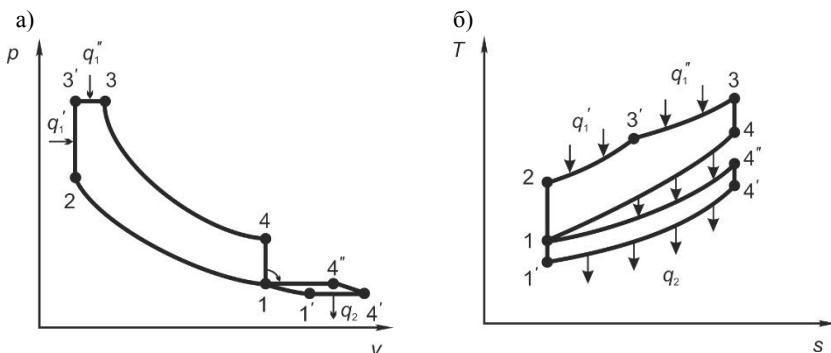 а)
p
q₁″
3′
3
q₁′
2
4
4″
1
1′
q₂
4′
v
б)
T
q₁″
3
q₁′
3′
4
2
4″
4′
1
1′
q₂
s